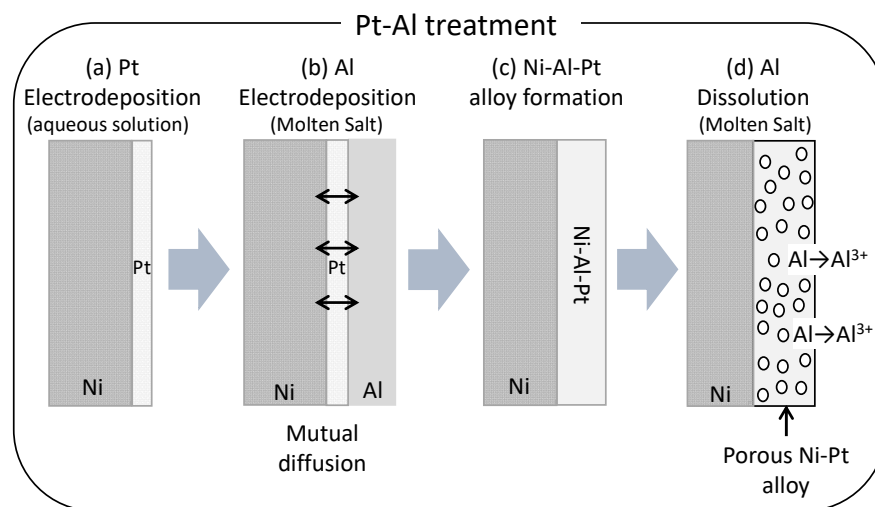 Pt-Al treatment
(a) Pt
Electrodeposition
(aqueous solution)
Pt
Ni
(b) Al
Electrodeposition
(Molten Salt)
Pt
Ni
Al
Mutual
diffusion
(c) Ni-Al-Pt
alloy formation
Ni-Al-Pt
Ni
(d) Al
Dissolution
(Molten Salt)
Al→Al³⁺
Al→Al³⁺
Ni
Porous Ni-Pt
alloy